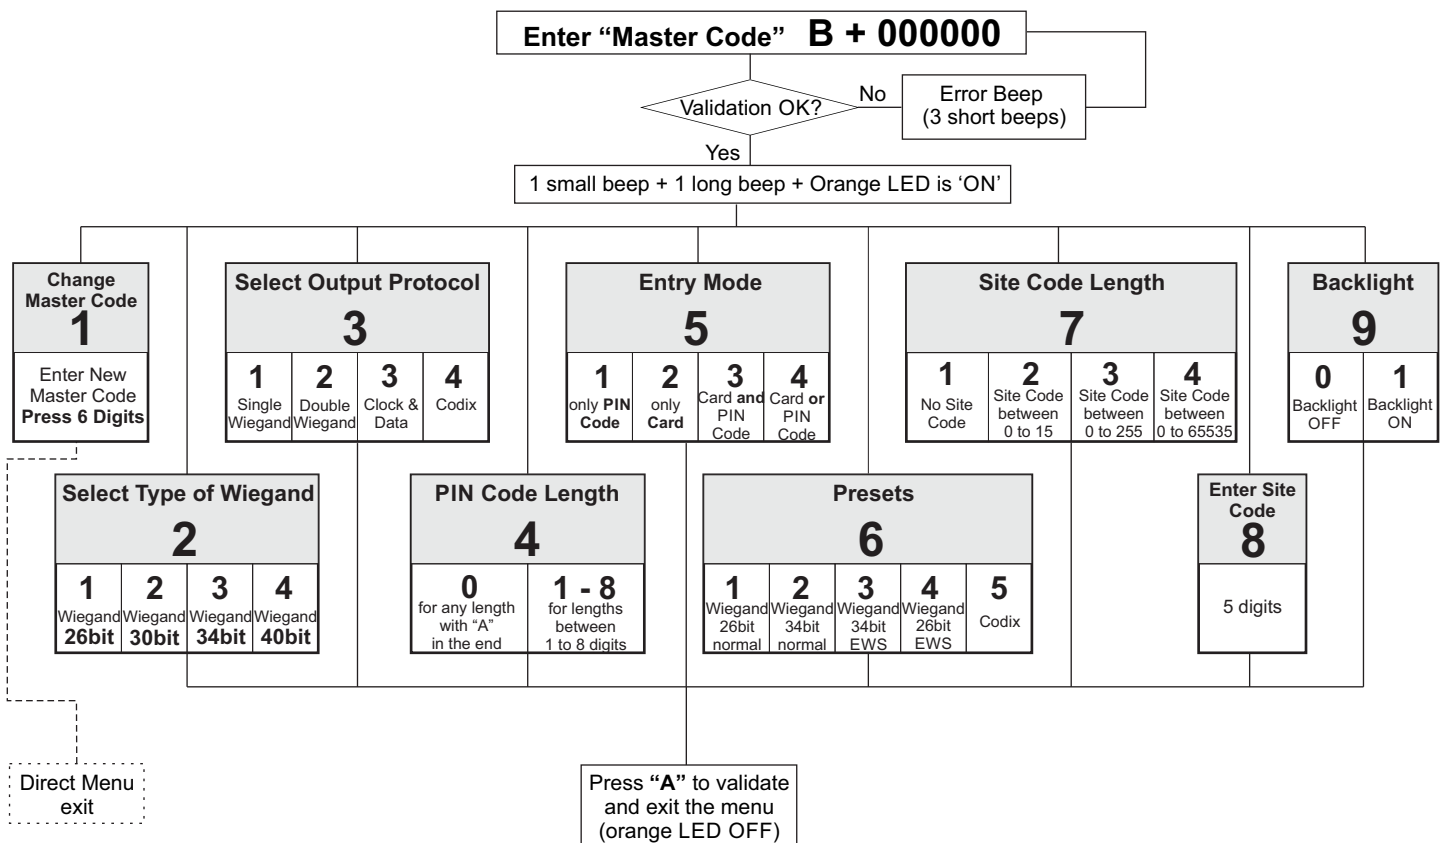 Enter “Master Code” B + 000000
Validation OK?
No
Error Beep
(3 short beeps)
Yes
1 small beep + 1 long beep + Orange LED is ‘ON’
Change
Master Code
1
Enter New
Master Code
Press 6 Digits
Select Output Protocol
3
1
Single
Wiegand
2
Double
Wiegand
3
Clock &
Data
4
Codix
Entry Mode
5
1
only PIN
Code
2
only
Card
3
Card and
PIN
Code
4
Card or
PIN
Code
Site Code Length
7
1
No Site
Code
2
Site Code
between
0 to 15
3
Site Code
between
0 to 255
4
Site Code
between
0 to 65535
Backlight
9
0
Backlight
OFF
1
Backlight
ON
Select Type of Wiegand
2
1
Wiegand
26bit
2
Wiegand
30bit
3
Wiegand
34bit
4
Wiegand
40bit
PIN Code Length
4
0
for any length
with “A”
in the end
1 - 8
for lengths
between
1 to 8 digits
Presets
6
1
Wiegand
26bit
normal
2
Wiegand
34bit
normal
3
Wiegand
34bit
EWS
4
Wiegand
26bit
EWS
5
Codix
Enter Site
Code
8
5 digits
Direct Menu
exit
Press “A” to validate
and exit the menu
(orange LED OFF)